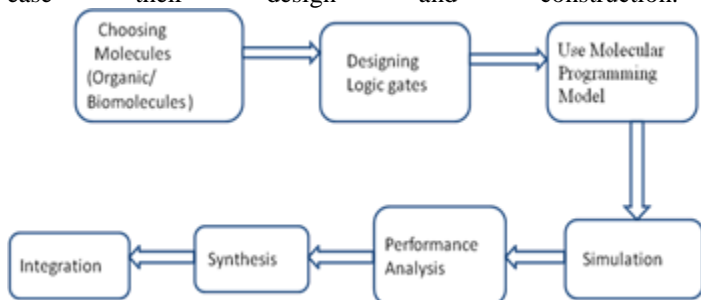 ease their design and construction.
Choosing
Molecules
(Organic/
Biomolecules)
Designing
Logic gates
Use Molecular
Programming
Model
Simulation
Performance
Analysis
Synthesis
Integration